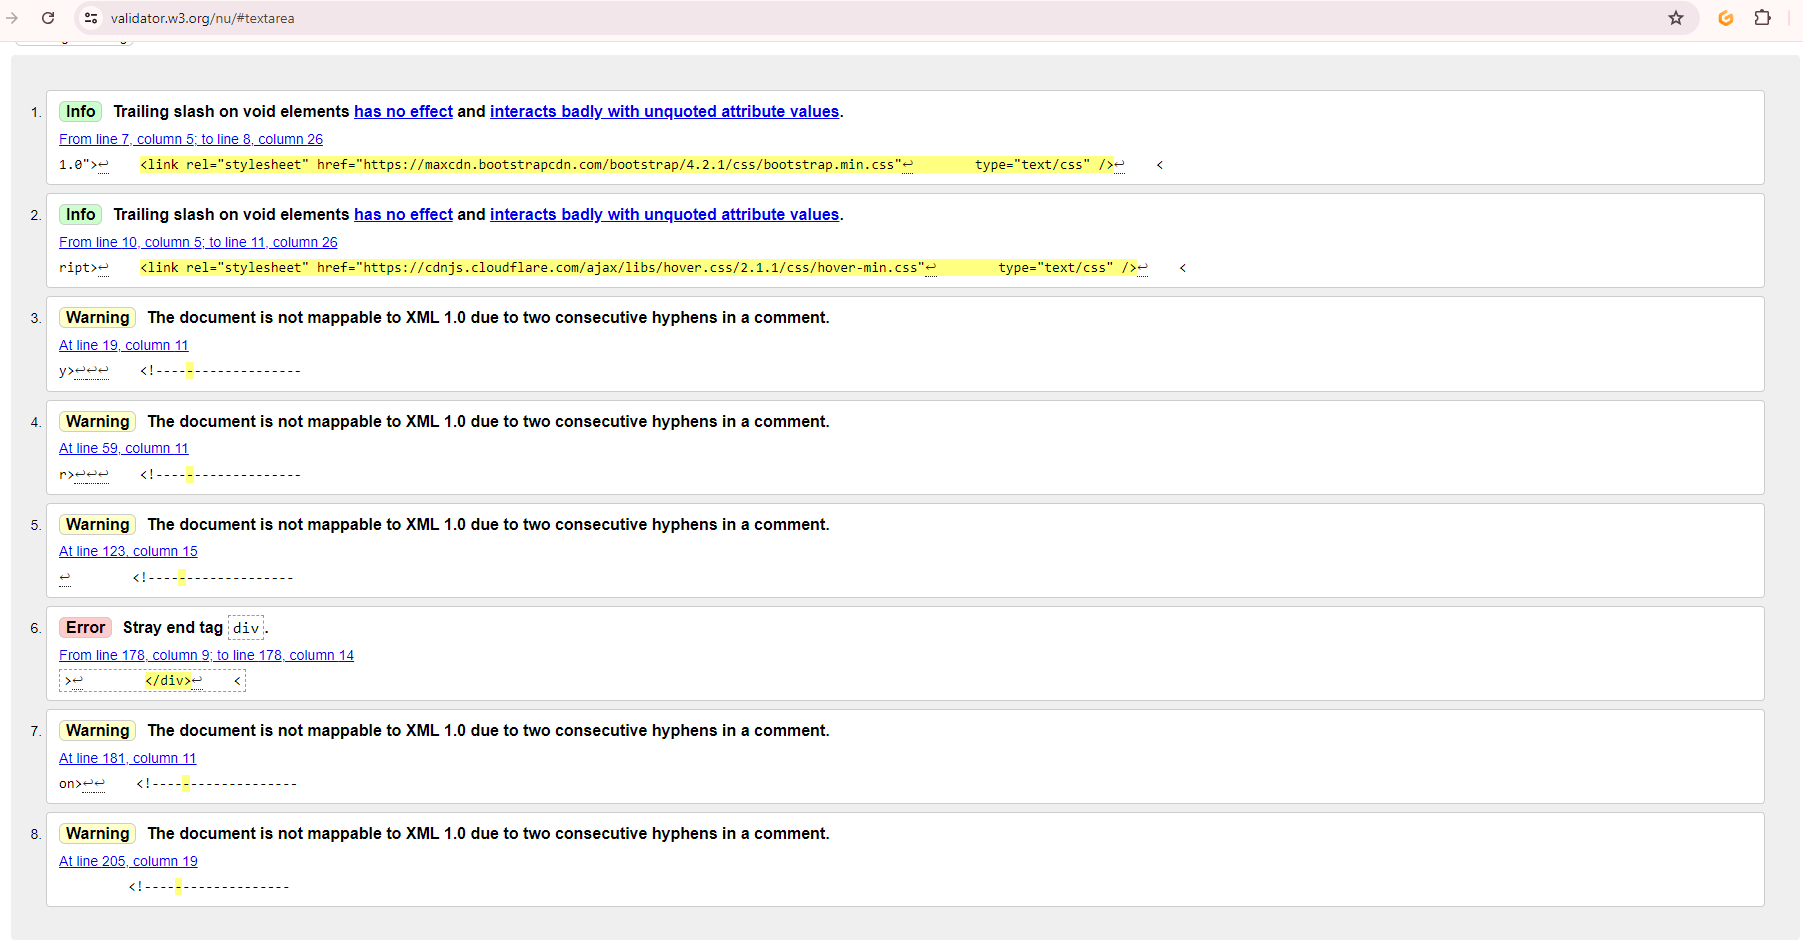 validator.w3.org/nu/#textarea
1. Info Trailing slash on void elements has no effect and interacts badly with unquoted attribute values.
From line 7, column 5; to line 8, column 26
1.0">↩ <link rel="stylesheet" href="https://maxcdn.bootstrapcdn.com/bootstrap/4.2.1/css/bootstrap.min.css"↩ type="text/css" />↩ <
2. Info Trailing slash on void elements has no effect and interacts badly with unquoted attribute values.
From line 10, column 5; to line 11, column 26
ript>↩ <link rel="stylesheet" href="https://cdnjs.cloudflare.com/ajax/libs/hover.css/2.1.1/css/hover-min.css"↩ type="text/css" />↩ <
3. Warning The document is not mappable to XML 1.0 due to two consecutive hyphens in a comment.
At line 19, column 11
y>↩↩↩ <!-------------------
4. Warning The document is not mappable to XML 1.0 due to two consecutive hyphens in a comment.
At line 59, column 11
r>↩↩↩ <!-------------------
5. Warning The document is not mappable to XML 1.0 due to two consecutive hyphens in a comment.
At line 123, column 15
↩ <!-------------------
6. Error Stray end tag div.
From line 178, column 9; to line 178, column 14
>↩ </div>↩ <
7. Warning The document is not mappable to XML 1.0 due to two consecutive hyphens in a comment.
At line 181, column 11
on>↩↩ <!-------------------
8. Warning The document is not mappable to XML 1.0 due to two consecutive hyphens in a comment.
At line 205, column 19
<!-------------------